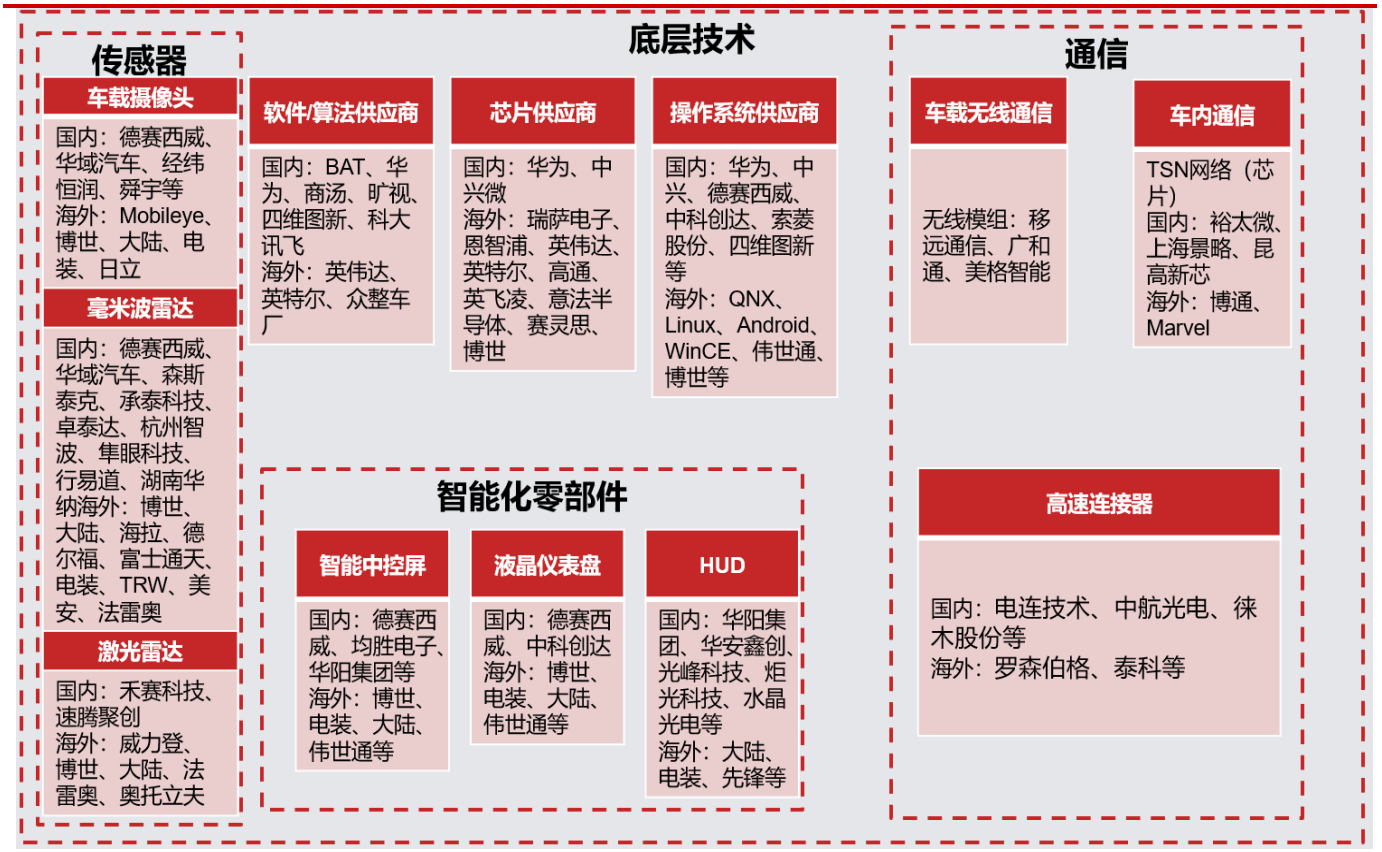 底层技术
传感器
车载摄像头
国内：德赛西威、
华域汽车、经纬
恒润、舜宇等
海外：Mobileye、
博世、大陆、电
装、日立
毫米波雷达
国内：德赛西威、
华域汽车、森斯
泰克、承泰科技、
卓泰达、杭州智
波、隼眼科技、
行易道、湖南华
纳海外：博世、
大陆、海拉、德
尔福、富士通天、
电装、TRW、美
安、法雷奥
激光雷达
国内：禾赛科技、
速腾聚创
海外：威力登、
博世、大陆、法
雷奥、奥托立夫
软件/算法供应商
国内：BAT、华
为、商汤、旷视、
四维图新、科大
讯飞
海外：英伟达、
英特尔、众整车
厂
芯片供应商
国内：华为、中
兴微
海外：瑞萨电子、
恩智浦、英伟达、
英特尔、高通、
英飞凌、意法半
导体、赛灵思、
博世
操作系统供应商
国内：华为、中
兴、德赛西威、
中科创达、索菱
股份、四维图新
等
海外：QNX、
Linux、Android、
WinCE、伟世通、
博世等
智能化零部件
智能中控屏
国内：德赛西
威、均胜电子、
华阳集团等
海外：博世、
电装、大陆、
伟世通等
液晶仪表盘
国内：德赛西
威、中科创达
海外：博世、
电装、大陆、
伟世通等
HUD
国内：华阳集
团、华安鑫创、
光峰科技、炬
光科技、水晶
光电等
海外：大陆、
电装、先锋等
通信
车载无线通信
无线模组：移
远通信、广和
通、美格智能
车内通信
TSN网络（芯
片）
国内：裕太微、
上海景略、昆
高新芯
海外：博通、
Marvel
高速连接器
国内：电连技术、中航光电、徕
木股份等
海外：罗森伯格、泰科等